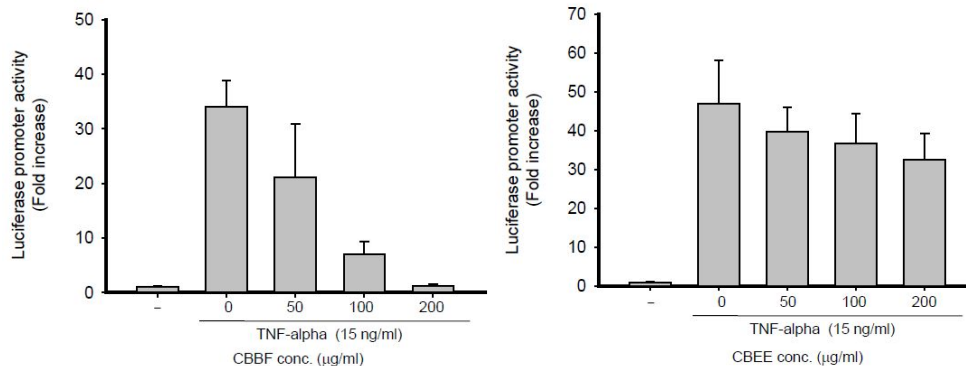 50
40
30
20
10
0
Luciferase promoter activity
(Fold increase)
– 0 50 100 200
TNF-alpha (15 ng/ml)
CBBF conc. (μg/ml)
70
60
50
40
30
20
10
0
Luciferase promoter activity
(Fold increase)
– 0 50 100 200
TNF-alpha (15 ng/ml)
CBEE conc. (μg/ml)